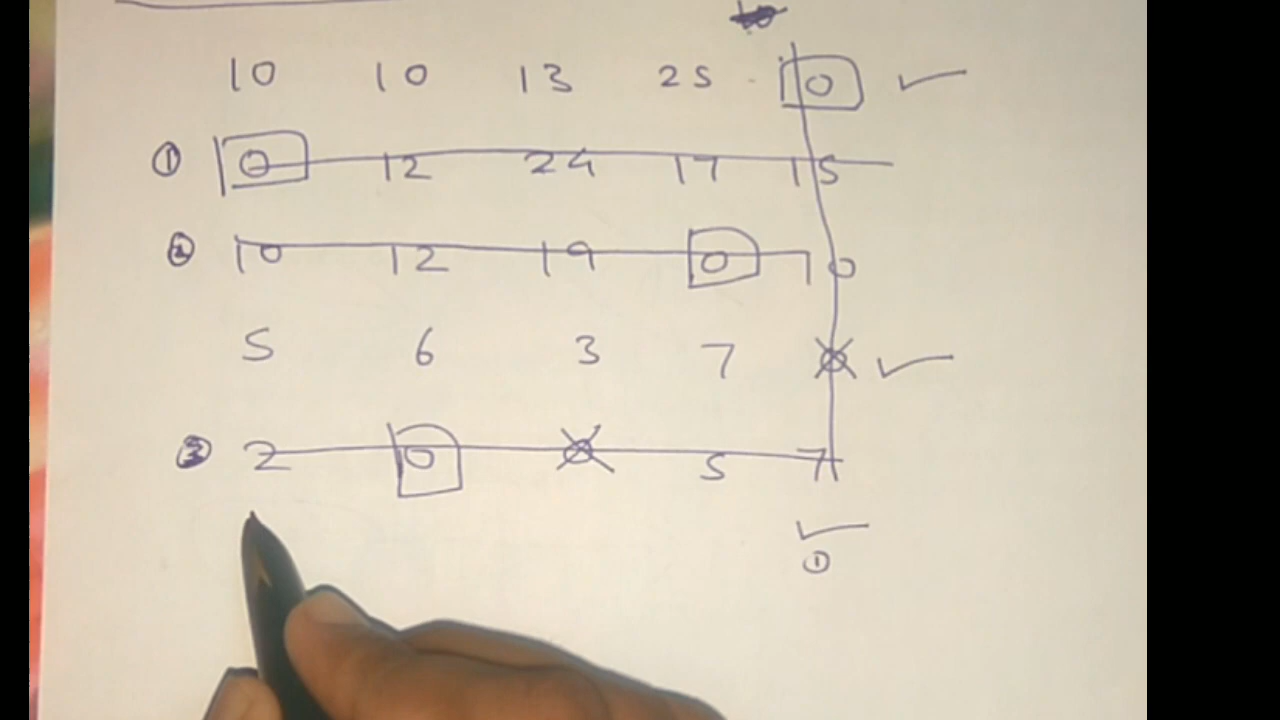 10 10 13 25 0 ✓
① 0 12 24 17 15
② 10 12 19 0 10
5 6 3 7 0 ✓
③ 2 0 0 5 7
✓
①